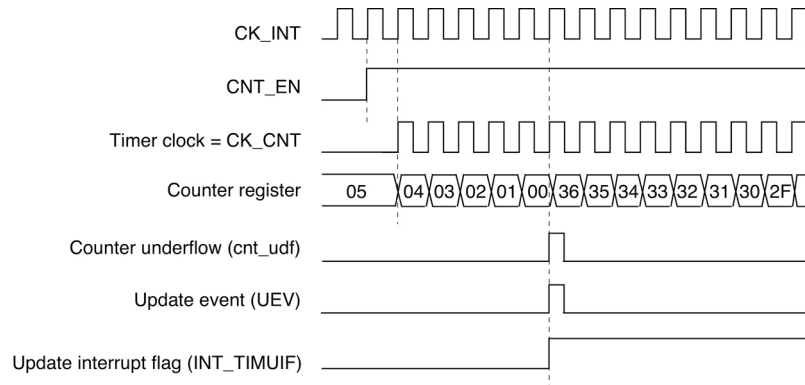 CK_INT
CNT_EN
Timer clock = CK_CNT
Counter register 05 04 03 02 01 00 36 35 34 33 32 31 30 2F
Counter underflow (cnt_udf)
Update event (UEV)
Update interrupt flag (INT_TIMUIF)